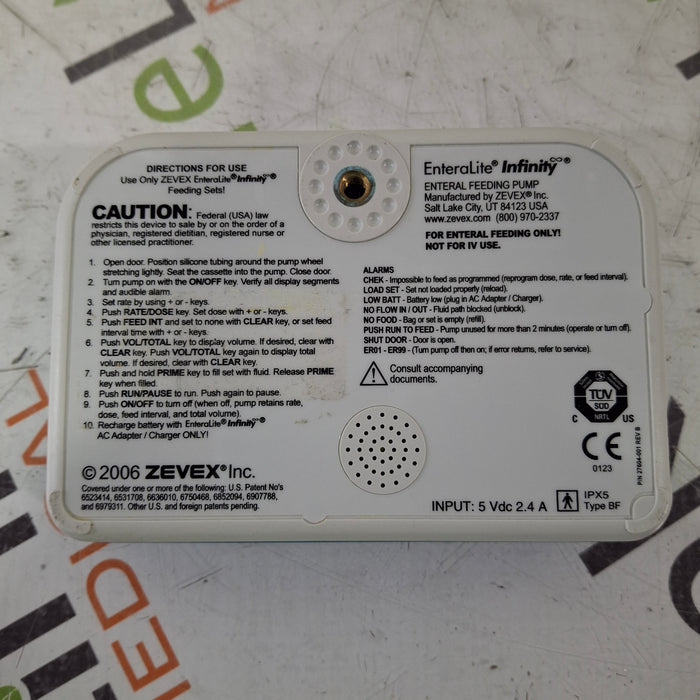 DIRECTIONS FOR USE
Use Only ZEVEX EnteraLite® Infinity∞®
Feeding Sets!
CAUTION: Federal (USA) law
restricts this device to sale by or on the order of a
physician, registered dietitian, registered nurse or
other licensed practitioner.
1. Open door. Position silicone tubing around the pump wheel
stretching lightly. Seat the cassette into the pump. Close door.
2. Turn pump on with the ON/OFF key. Verify all display segments
and audible alarm.
3. Set rate by using + or - keys.
4. Push RATE/DOSE key. Set dose with + or - keys.
5. Push FEED INT and set to none with CLEAR key, or set feed
interval time with + or - keys.
6. Push VOL/TOTAL key to display volume. If desired, clear with
CLEAR key. Push VOL/TOTAL key again to display total
volume. If desired, clear with CLEAR key.
7. Push and hold PRIME key to fill set with fluid. Release PRIME
key when filled.
8. Push RUN/PAUSE to run. Push again to pause.
9. Push ON/OFF to turn off (when off, pump retains rate,
dose, feed interval, and total volume).
10. Recharge battery with EnteraLite® Infinity∞®
AC Adapter / Charger ONLY!
© 2006 ZEVEX® Inc.
Covered under one or more of the following: U.S. Patent No's
6523414, 6531708, 6636010, 6750468, 6852094, 6907788,
and 6979311. Other U.S. and foreign patents pending.
EnteraLite® Infinity∞®
ENTERAL FEEDING PUMP
Manufactured by ZEVEX® Inc.
Salt Lake City, UT 84123 USA
www.zevex.com (800) 970-2337
FOR ENTERAL FEEDING ONLY!
NOT FOR IV USE.
ALARMS
CHEK - Impossible to feed as programmed (reprogram dose, rate, or feed interval).
LOAD SET - Set not loaded properly (reload).
LOW BATT - Battery low (plug in AC Adapter / Charger).
NO FLOW IN / OUT - Fluid path blocked (unblock).
NO FOOD - Bag or set is empty (refill).
PUSH RUN TO FEED - Pump unused for more than 2 minutes (operate or turn off).
SHUT DOOR - Door is open.
ER01 - ER99 - (Turn pump off then on; if error returns, refer to service).
Consult accompanying
documents.
TÜV
SÜD
NRTL
C US
CE
0123
P/N 27604-001 REV B
INPUT: 5 Vdc 2.4 A
IPX5
Type BF
MEDICAL